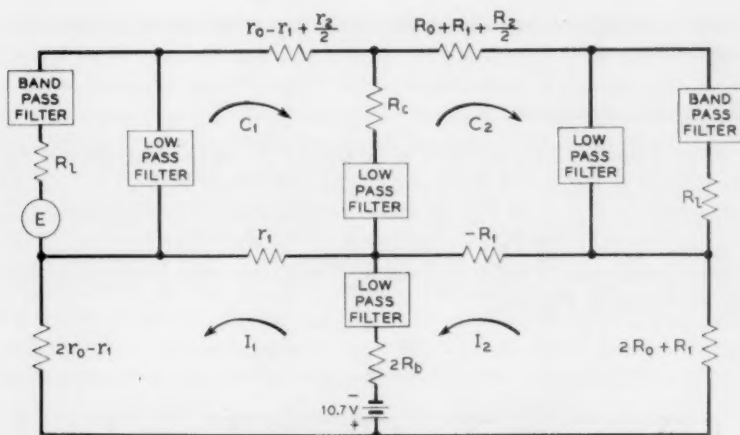 r₀-r₁+r₂/2
R₀+R₁+R₂/2
BAND PASS FILTER
R_l
E
LOW PASS FILTER
C₁
R_c
LOW PASS FILTER
C₂
LOW PASS FILTER
BAND PASS FILTER
R_l
r₁
-R₁
LOW PASS FILTER
I₁
I₂
2r₀-r₁
2R_b
2R₀+R₁
10.7V
-
+